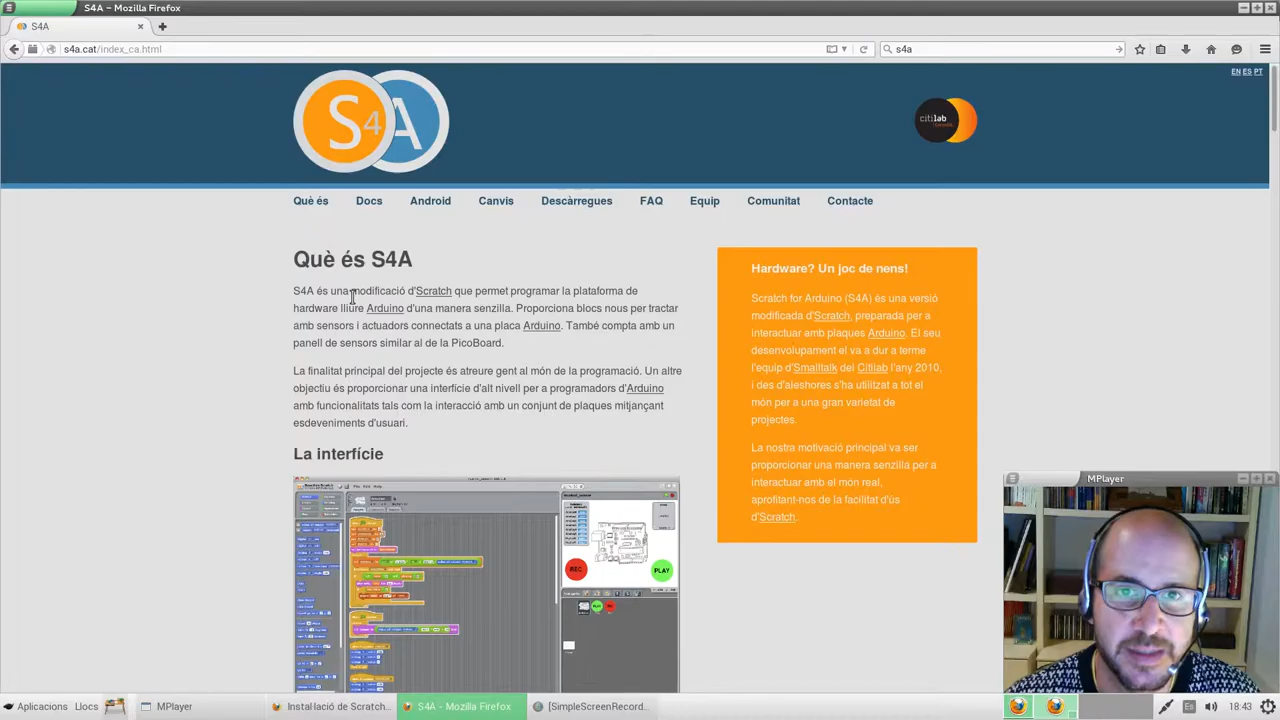 S4A – Mozilla Firefox
S4A
s4a.cat/index_ca.html
s4a
EN ES PT
S4A
citilab
Què és Docs Android Canvis Descàrregues FAQ Equip Comunitat Contacte
Què és S4A
S4A és una modificació d'Scratch que permet programar la plataforma de
hardware lliure Arduino d'una manera senzilla. Proporciona blocs nous per tractar
amb sensors i actuadors connectats a una placa Arduino. També compta amb un
panell de sensors similar al de la PicoBoard.
La finalitat principal del projecte és atreure gent al món de la programació. Un altre
objectiu és proporcionar una interfície d'alt nivell per a programadors d'Arduino
amb funcionalitats tals com la interacció amb un conjunt de plaques mitjançant
esdeveniments d'usuari.
La interfície
REC
PLAY
Hardware? Un joc de nens!
Scratch for Arduino (S4A) és una versió
modificada d'Scratch, preparada per a
interactuar amb plaques Arduino. El seu
desenvolupament el va a dur a terme
l'equip d'Smalltalk del Citilab l'any 2010,
i des d'aleshores s'ha utilitzat a tot el
món per a una gran varietat de
projectes.
La nostra motivació principal va ser
proporcionar una manera senzilla per a
interactuar amb el món real,
aprofitant-nos de la facilitat d'ús
d'Scratch.
MPlayer
Aplicacions Llocs MPlayer Instal·lació de Scratch... S4A - Mozilla Firefox [SimpleScreenRecord... Es 18:43